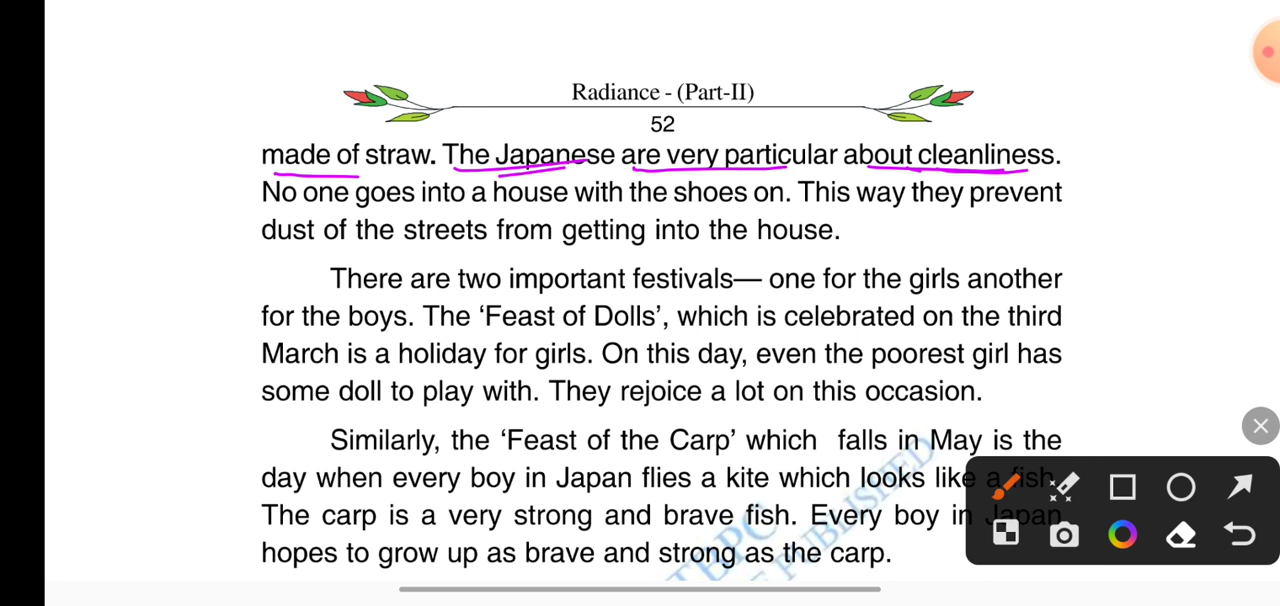 Radiance - (Part-II)
52
made of straw. The Japanese are very particular about cleanliness.
No one goes into a house with the shoes on. This way they prevent
dust of the streets from getting into the house.
There are two important festivals— one for the girls another
for the boys. The ‘Feast of Dolls’, which is celebrated on the third
March is a holiday for girls. On this day, even the poorest girl has
some doll to play with. They rejoice a lot on this occasion.
Similarly, the ‘Feast of the Carp’ which falls in May is the
day when every boy in Japan flies a kite which looks like a fish.
The carp is a very strong and brave fish. Every boy in Japan
hopes to grow up as brave and strong as the carp.
PUBLISHED